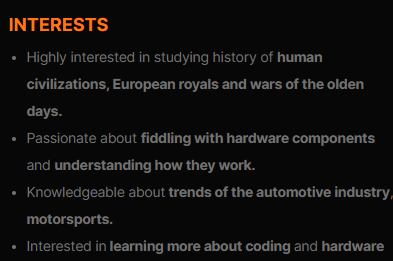 INTERESTS
• Highly interested in studying history of human
civilizations, European royals and wars of the olden
days.
• Passionate about fiddling with hardware components
and understanding how they work.
• Knowledgeable about trends of the automotive industry,
motorsports.
• Interested in learning more about coding and hardware